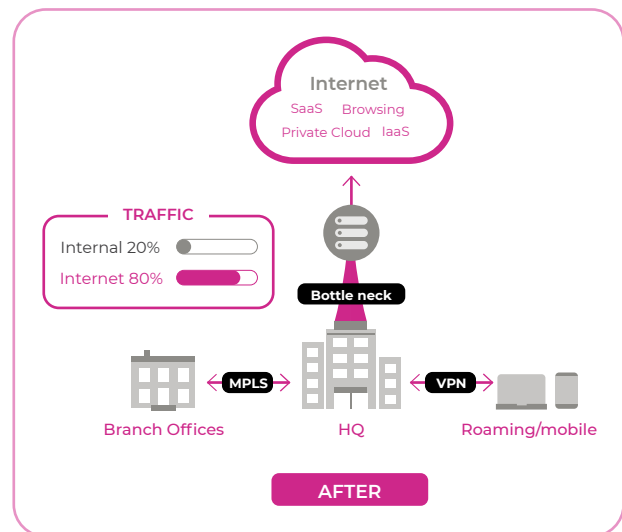 Internet
SaaS Browsing
Private Cloud IaaS
TRAFFIC
Internal 20%
Internet 80%
Bottle neck
MPLS
VPN
Branch Offices
HQ
Roaming/mobile
AFTER